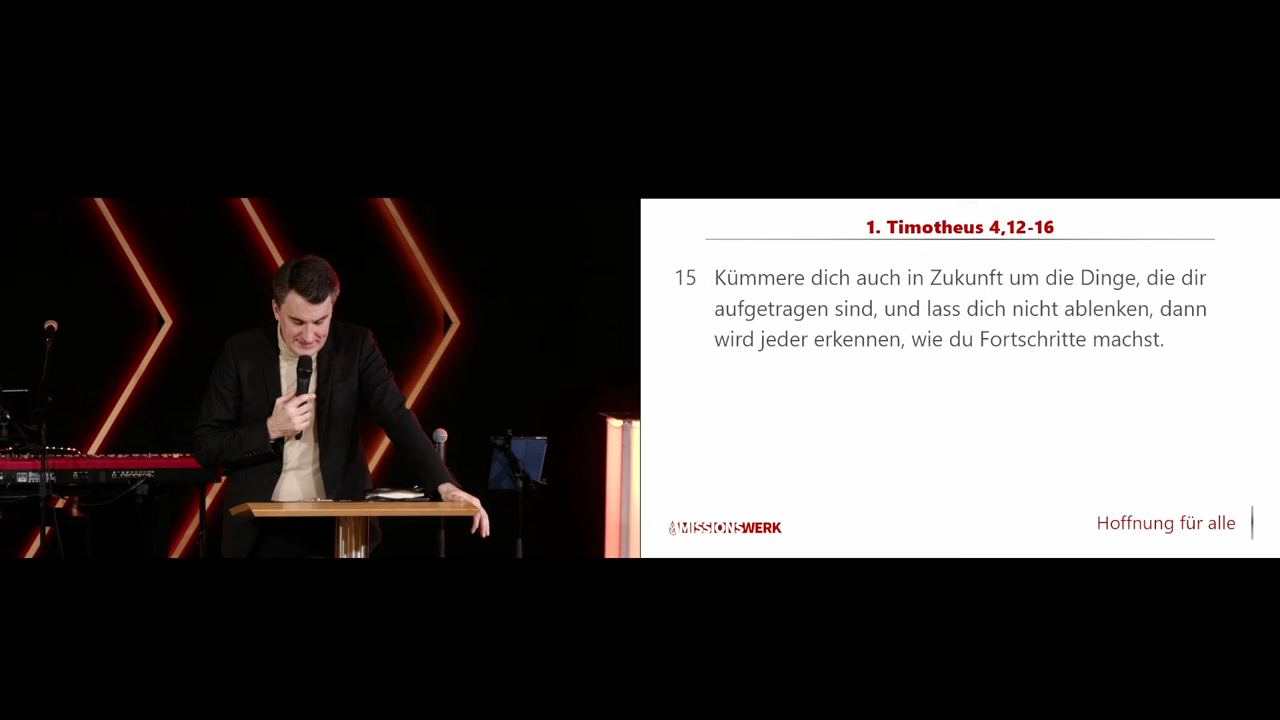 1. Timotheus 4,12-16
15 Kümmere dich auch in Zukunft um die Dinge, die dir
aufgetragen sind, und lass dich nicht ablenken, dann
wird jeder erkennen, wie du Fortschritte machst.
MISSIONSWERK
Hoffnung für alle